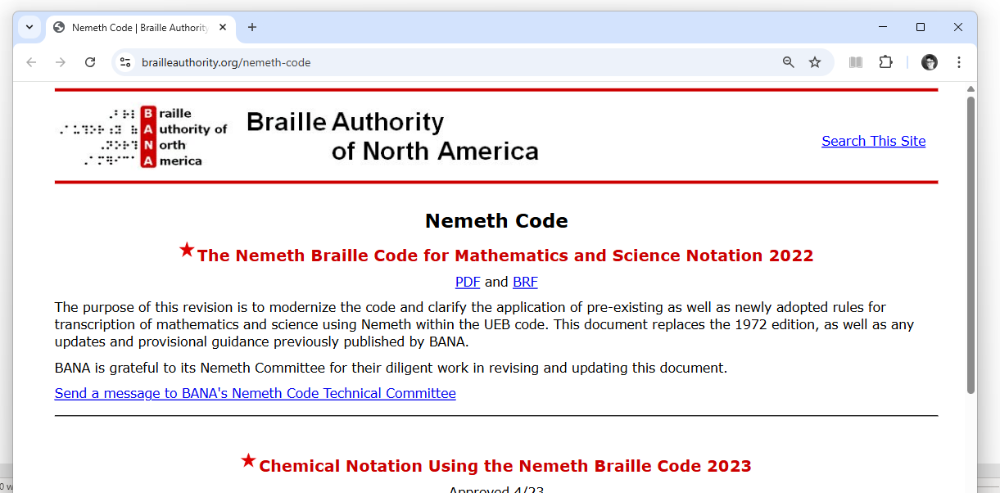 Nemeth Code | Braille Authority
brailleauthority.org/nemeth-code
Braille
Authority of
North
America
Braille Authority
of North America
Search This Site
Nemeth Code
★The Nemeth Braille Code for Mathematics and Science Notation 2022
PDF and BRF
The purpose of this revision is to modernize the code and clarify the application of pre-existing as well as newly adopted rules for
transcription of mathematics and science using Nemeth within the UEB code. This document replaces the 1972 edition, as well as any
updates and provisional guidance previously published by BANA.
BANA is grateful to its Nemeth Committee for their diligent work in revising and updating this document.
Send a message to BANA's Nemeth Code Technical Committee
★Chemical Notation Using the Nemeth Braille Code 2023
Approved 4/23